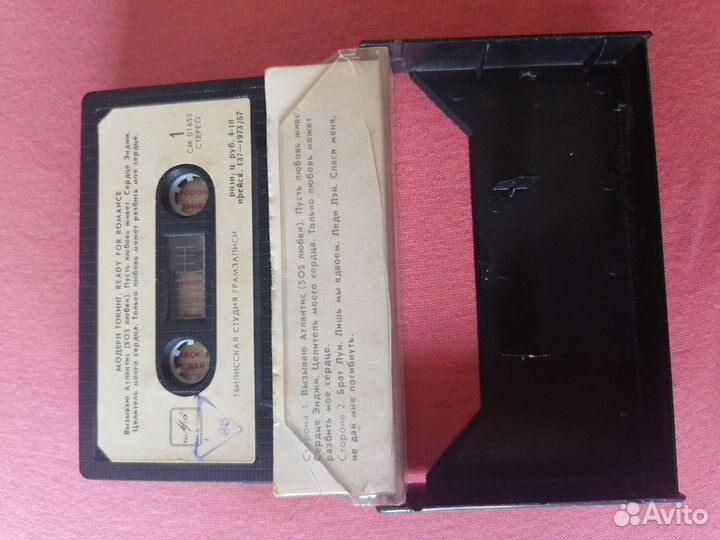 МОДЕРН ТОКИНГ. READY FOR ROMANCE
Вызываю Атлантис (SOS любви). Пусть любовь живет. Сердце Энджи.
Целитель моего сердца. Только любовь может разбить мое сердце.
1
СМ 01655
СТЕРЕО
розн. ц. руб. 4-10
прейск. 137—1973/57
ТБИЛИССКАЯ СТУДИЯ ГРАМЗАПИСИ
88
Сторона 1. Вызываю Атлантис (SOS любви). Пусть любовь живет.
Сердце Энджи. Целитель моего сердца. Только любовь может
разбить мое сердце.
Сторона 2. Брат Луи. Лишь мы вдвоем. Леди Лэй. Спаси меня,
не дай мне погибнуть.
Avito